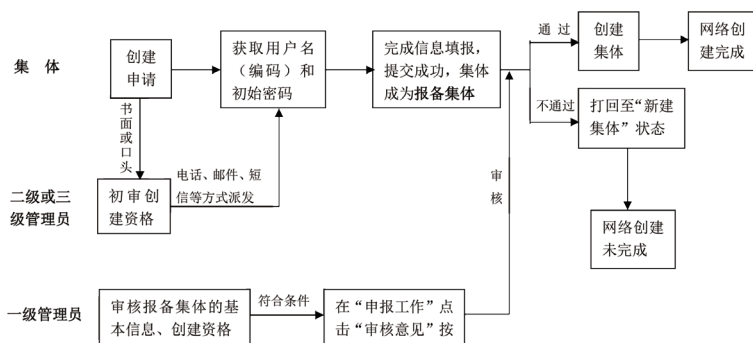 集 体
创建
申请
获取用户名
（编码）和
初始密码
完成信息填报，
提交成功，集体
成为报备集体
通 过
创建
集体
网络创
建完成
不通过
打回至“新建
集体”状态
网络创建
未完成
书面或口头
二级或三
级管理员
初审创
建资格
电话、邮件、短
信等方式派发
审核
一级管理员
审核报备集体的基
本信息、创建资格
符合条件
在“申报工作”点
击“审核意见”按